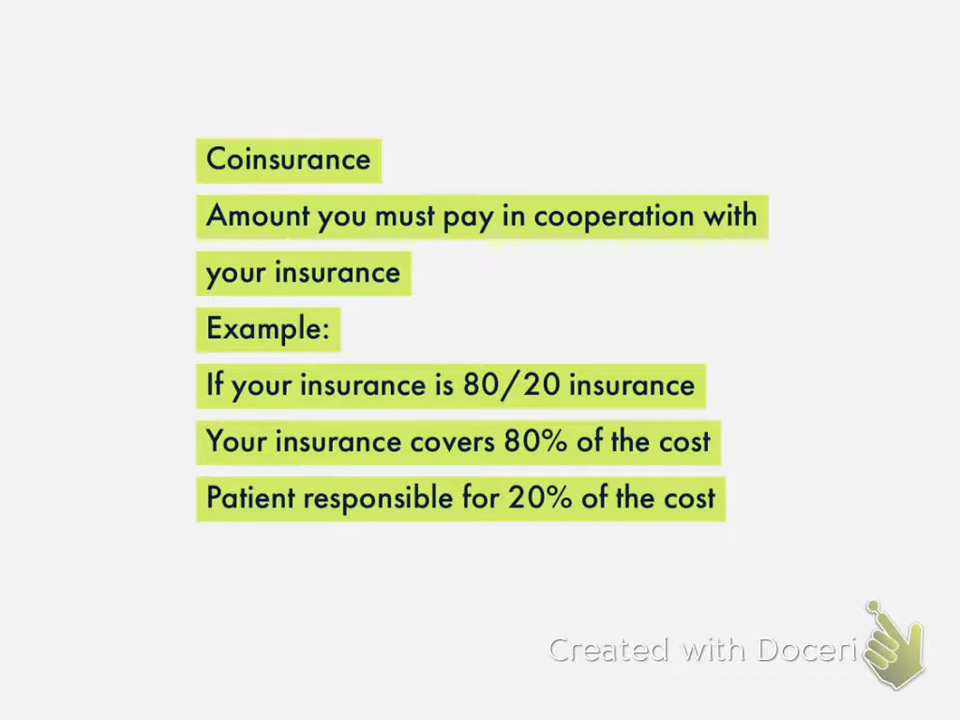 Coinsurance
Amount you must pay in cooperation with
your insurance
Example:
If your insurance is 80/20 insurance
Your insurance covers 80% of the cost
Patient responsible for 20% of the cost
Created with Doceri